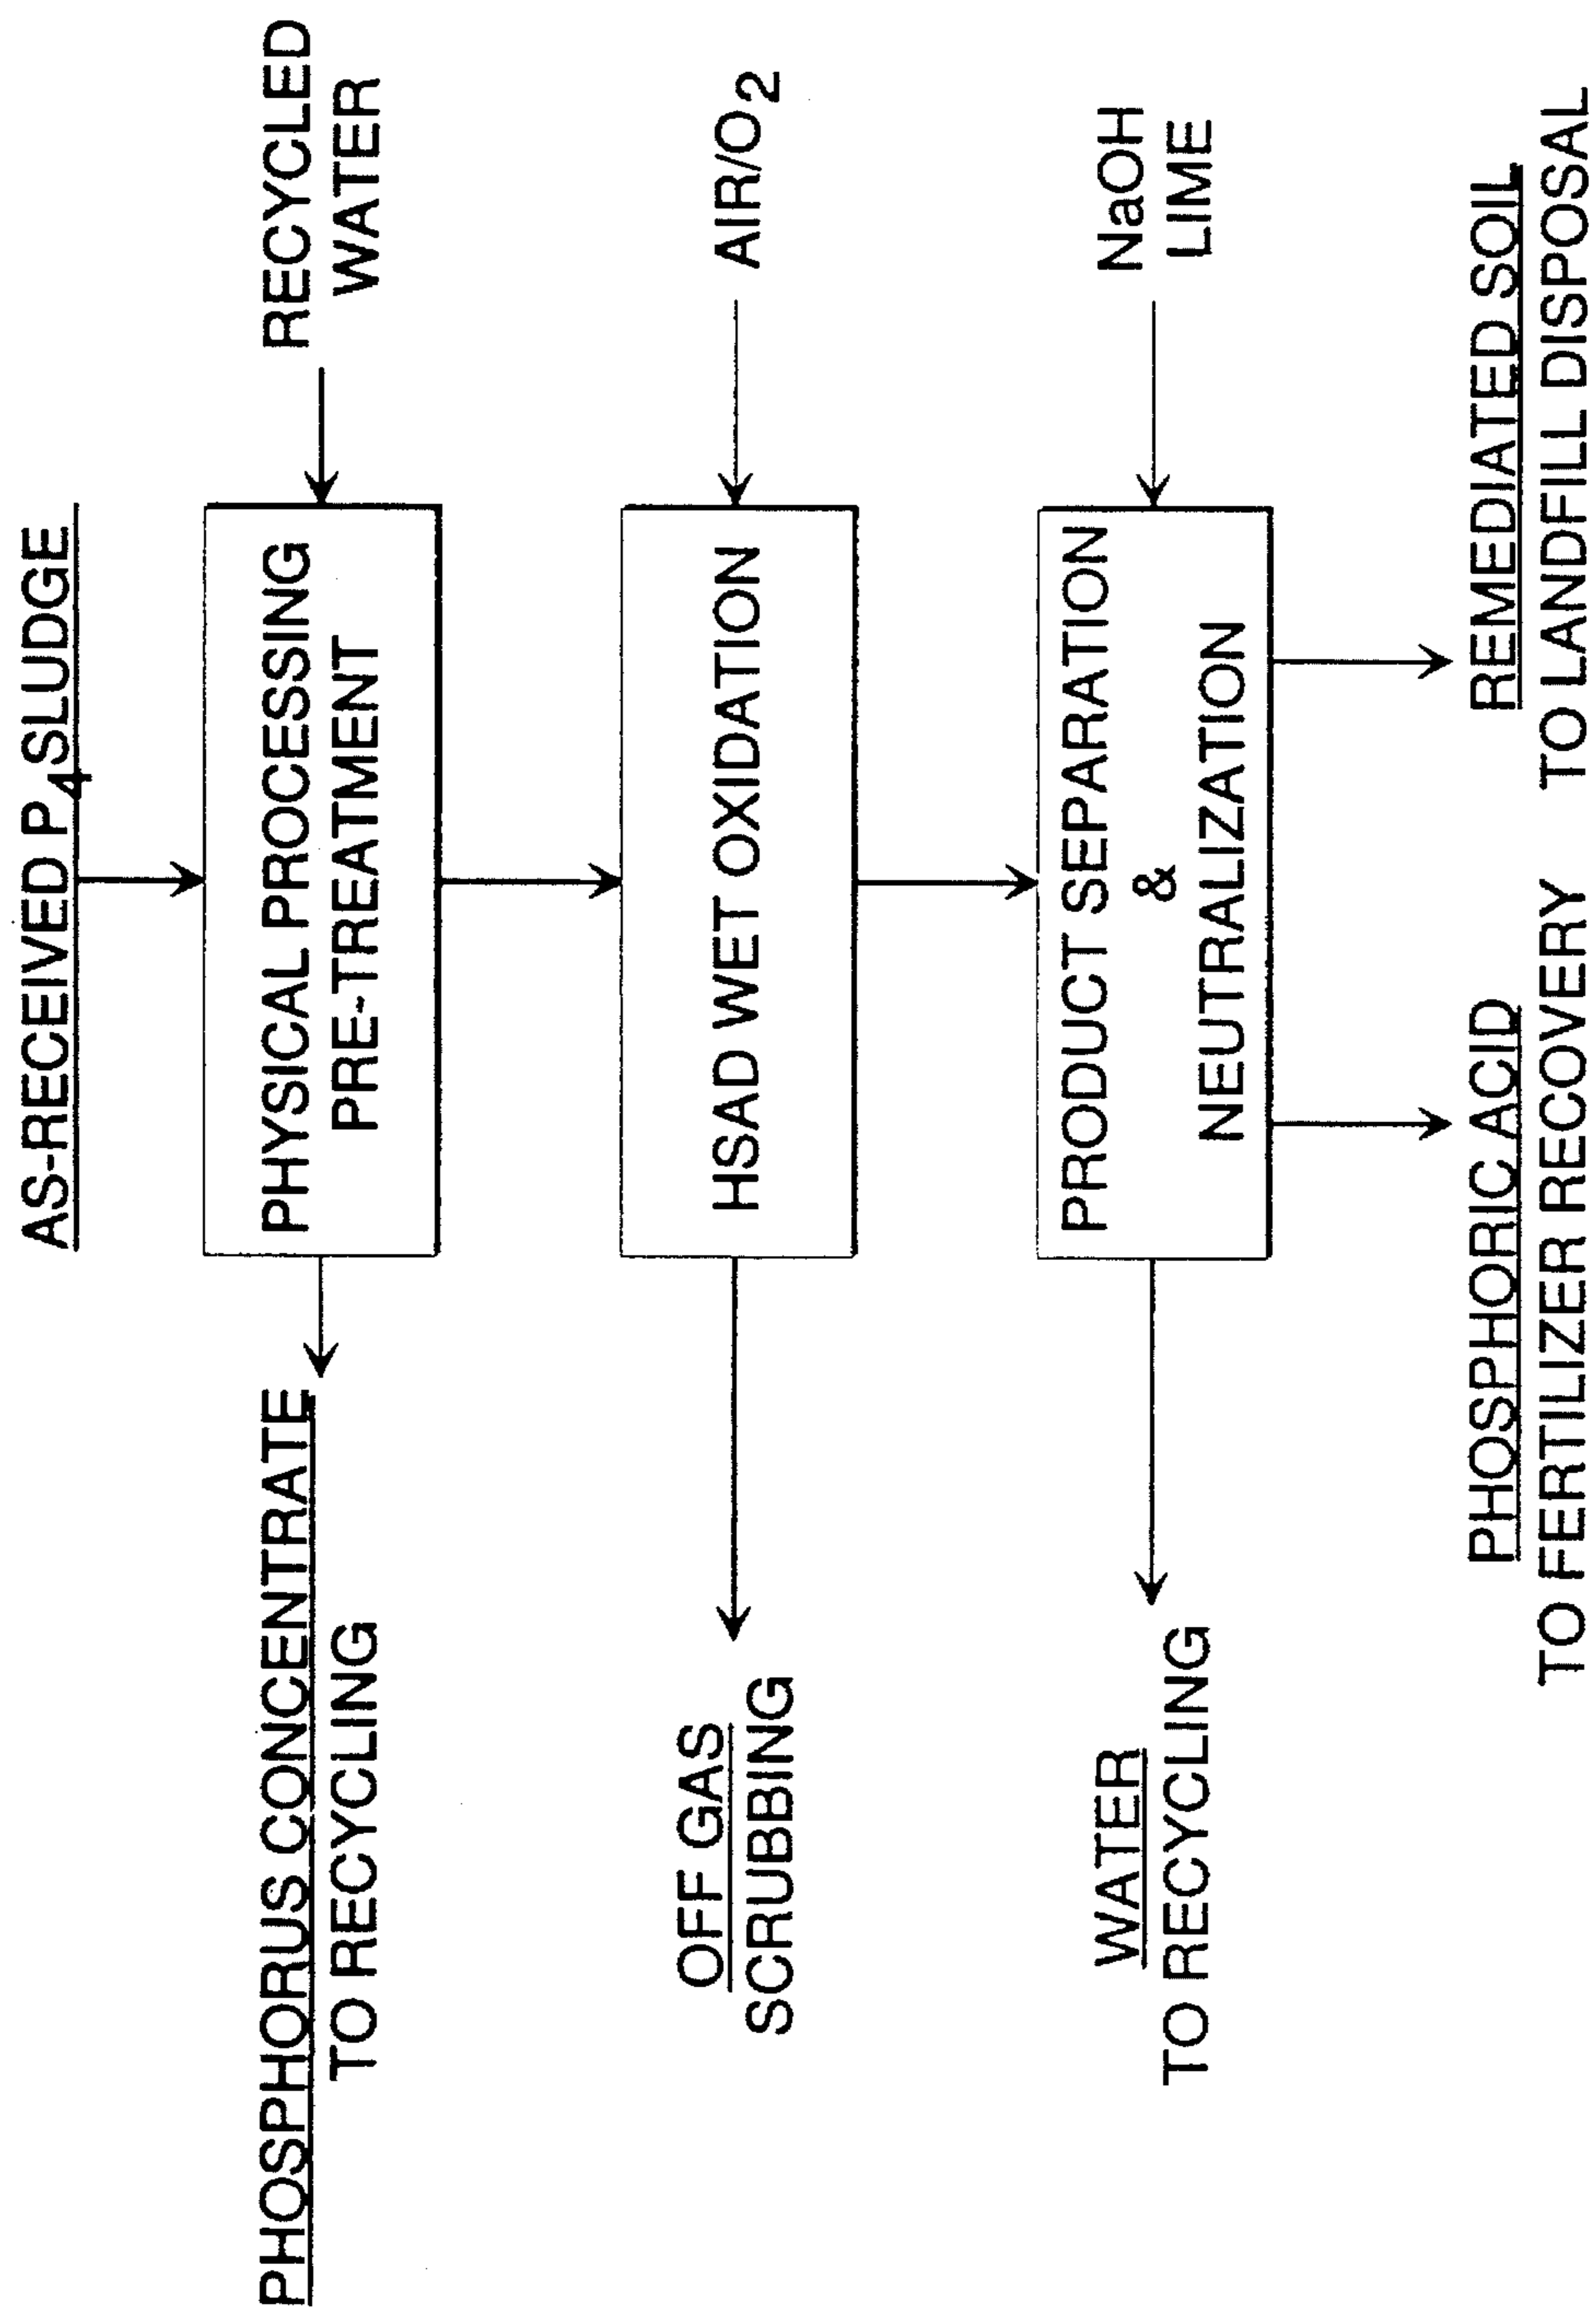 AS-RECEIVED P4 SLUDGE
PHOSPHORUS CONCENTRATE
TO RECYCLING
PHYSICAL PROCESSING
PRE-TREATMENT
RECYCLED
WATER
OFF GAS
SCRUBBING
HSAD WET OXIDATION
AIR/O2
WATER
TO RECYCLING
PRODUCT SEPARATION
&
NEUTRALIZATION
NaOH
LIME
PHOSPHORIC ACID
TO FERTILIZER RECOVERY
REMEDIATED SOIL
TO LANDFILL DISPOSAL